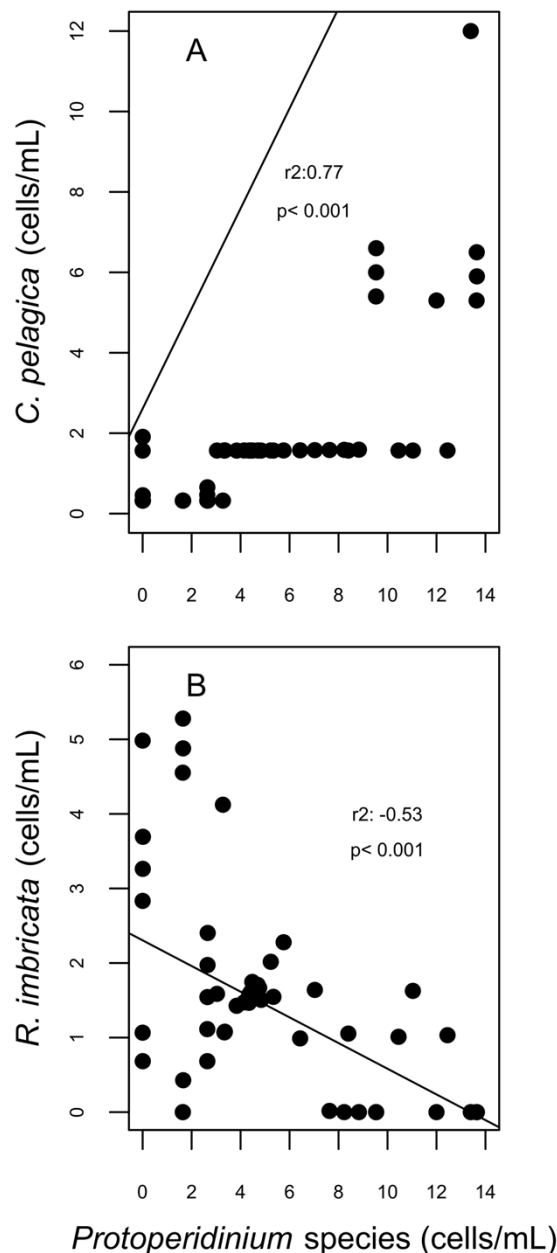 A
C. pelagica (cells/mL)
12
10
8
6
4
2
0
r2:0.77
p< 0.001
0 2 4 6 8 10 12 14
B
R. imbricata (cells/mL)
6
5
4
3
2
1
0
r2: -0.53
p< 0.001
0 2 4 6 8 10 12 14
Protoperidinium species (cells/mL)